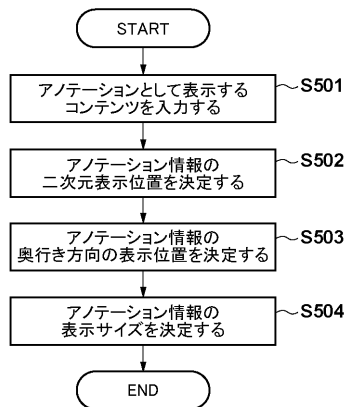 START
アノテーションとして表示する
コンテンツを入力する
S501
アノテーション情報の
二次元表示位置を決定する
S502
アノテーション情報の
奥行き方向の表示位置を決定する
S503
アノテーション情報の
表示サイズを決定する
S504
END